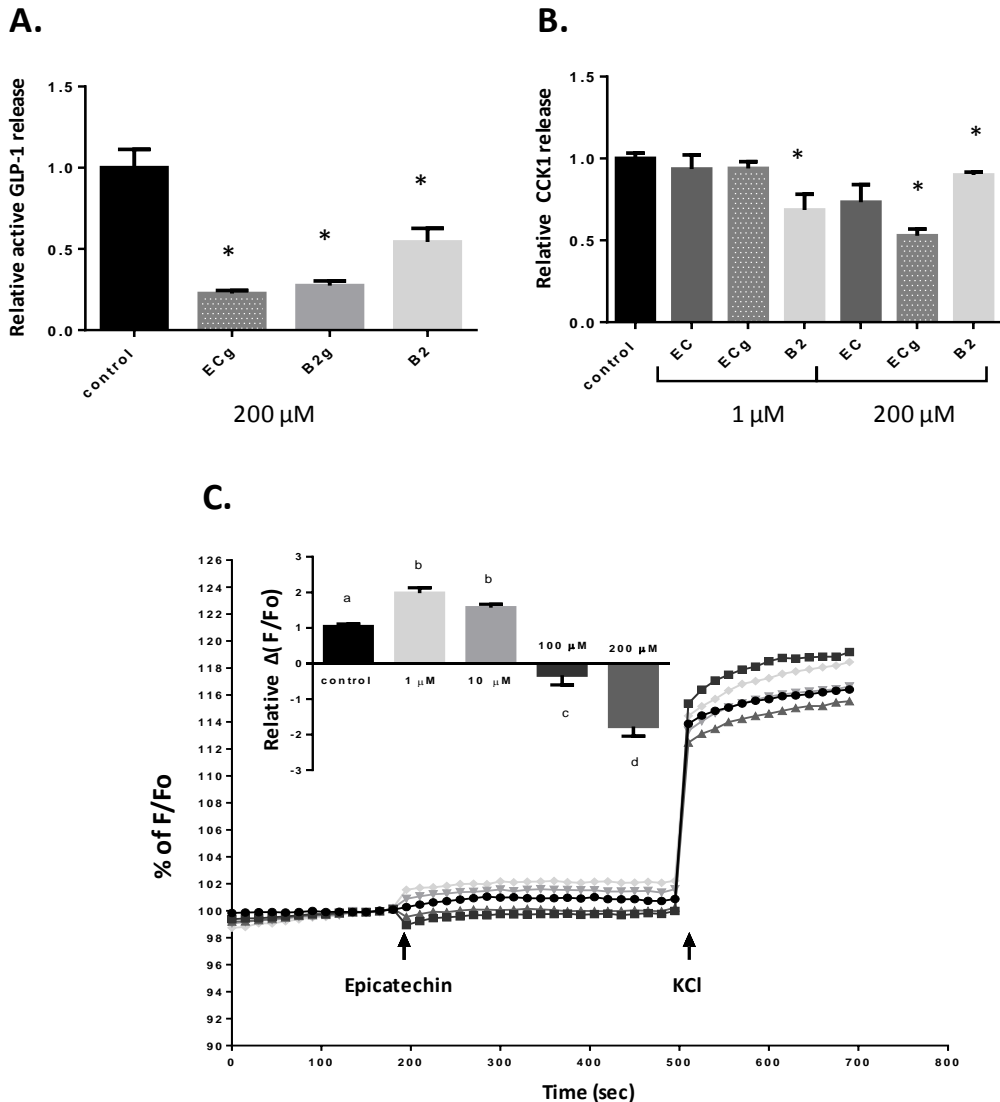 A.
Relative active GLP-1 release
1.5
1.0
0.5
0.0
*
*
*
control
ECg
B2g
B2
200 μM
B.
Relative CCK1 release
1.5
1.0
0.5
0.0
*
*
*
control
EC
ECg
B2
EC
ECg
B2
1 μM
200 μM
C.
% of F/Fo
126
124
122
120
118
116
114
112
110
108
106
104
102
100
98
96
94
92
90
Relative Δ(F/Fo)
3
2
1
0
-1
-2
-3
a
b
b
c
d
control
1 μM
10 μM
100 μM
200 μM
Epicatechin
KCl
0
100
200
300
400
500
600
700
800
Time (sec)